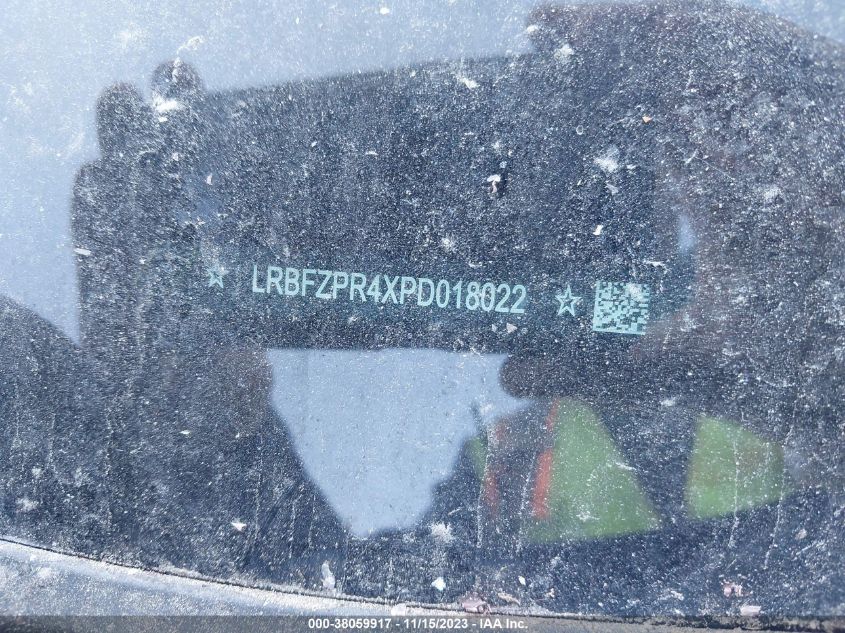 ☆ LRBFZPR4XPD018022 ☆
000-38059917 - 11/15/2023 - IAA Inc.